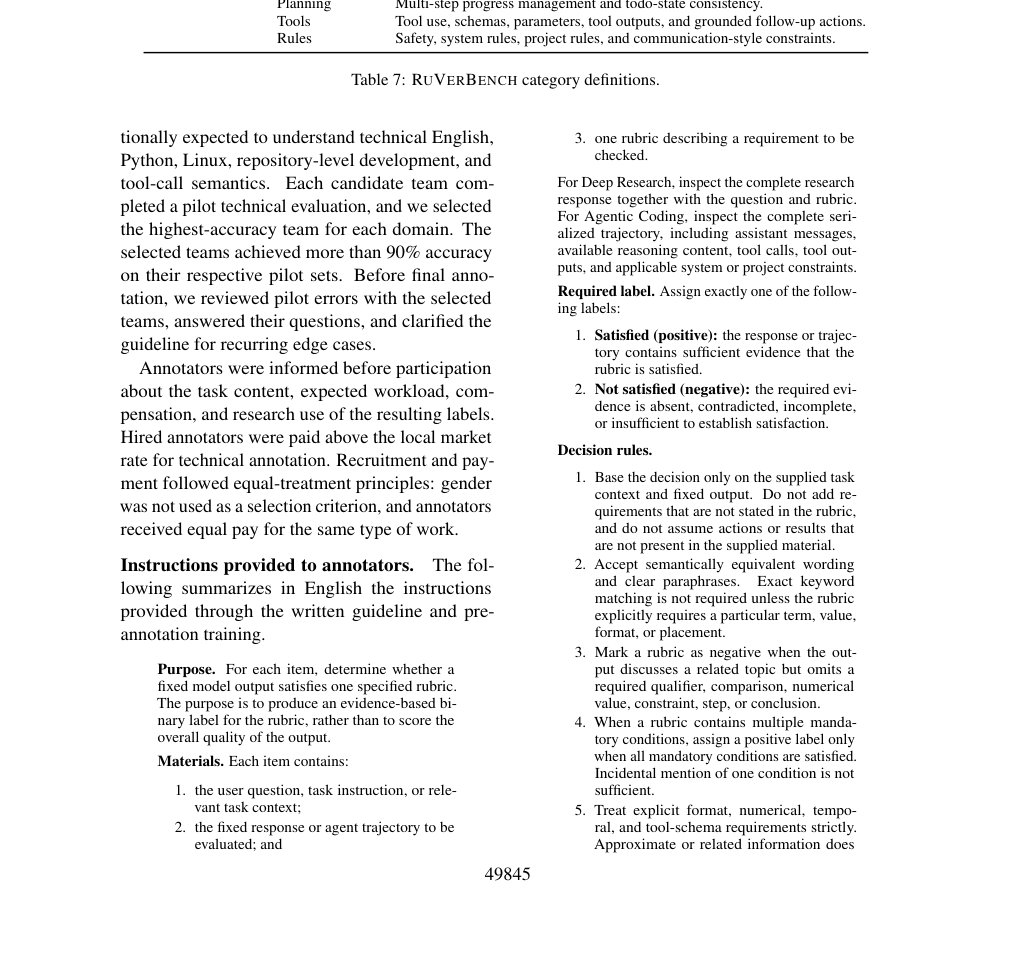 Planning Multi-step progress management and todo-state consistency.
Tools Tool use, schemas, parameters, tool outputs, and grounded follow-up actions.
Rules Safety, system rules, project rules, and communication-style constraints.
Table 7: RUVERBENCH category definitions.
tionally expected to understand technical English,
Python, Linux, repository-level development, and
tool-call semantics. Each candidate team com-
pleted a pilot technical evaluation, and we selected
the highest-accuracy team for each domain. The
selected teams achieved more than 90% accuracy
on their respective pilot sets. Before final anno-
tation, we reviewed pilot errors with the selected
teams, answered their questions, and clarified the
guideline for recurring edge cases.
Annotators were informed before participation
about the task content, expected workload, com-
pensation, and research use of the resulting labels.
Hired annotators were paid above the local market
rate for technical annotation. Recruitment and pay-
ment followed equal-treatment principles: gender
was not used as a selection criterion, and annotators
received equal pay for the same type of work.
Instructions provided to annotators. The fol-
lowing summarizes in English the instructions
provided through the written guideline and pre-
annotation training.
Purpose. For each item, determine whether a
fixed model output satisfies one specified rubric.
The purpose is to produce an evidence-based bi-
nary label for the rubric, rather than to score the
overall quality of the output.
Materials. Each item contains:
1. the user question, task instruction, or rele-
vant task context;
2. the fixed response or agent trajectory to be
evaluated; and
3. one rubric describing a requirement to be
checked.
For Deep Research, inspect the complete research
response together with the question and rubric.
For Agentic Coding, inspect the complete seri-
alized trajectory, including assistant messages,
available reasoning content, tool calls, tool out-
puts, and applicable system or project constraints.
Required label. Assign exactly one of the follow-
ing labels:
1. Satisfied (positive): the response or trajec-
tory contains sufficient evidence that the
rubric is satisfied.
2. Not satisfied (negative): the required evi-
dence is absent, contradicted, incomplete,
or insufficient to establish satisfaction.
Decision rules.
1. Base the decision only on the supplied task
context and fixed output. Do not add re-
quirements that are not stated in the rubric,
and do not assume actions or results that
are not present in the supplied material.
2. Accept semantically equivalent wording
and clear paraphrases. Exact keyword
matching is not required unless the rubric
explicitly requires a particular term, value,
format, or placement.
3. Mark a rubric as negative when the out-
put discusses a related topic but omits a
required qualifier, comparison, numerical
value, constraint, step, or conclusion.
4. When a rubric contains multiple manda-
tory conditions, assign a positive label only
when all mandatory conditions are satisfied.
Incidental mention of one condition is not
sufficient.
5. Treat explicit format, numerical, tempo-
ral, and tool-schema requirements strictly.
Approximate or related information does
49845